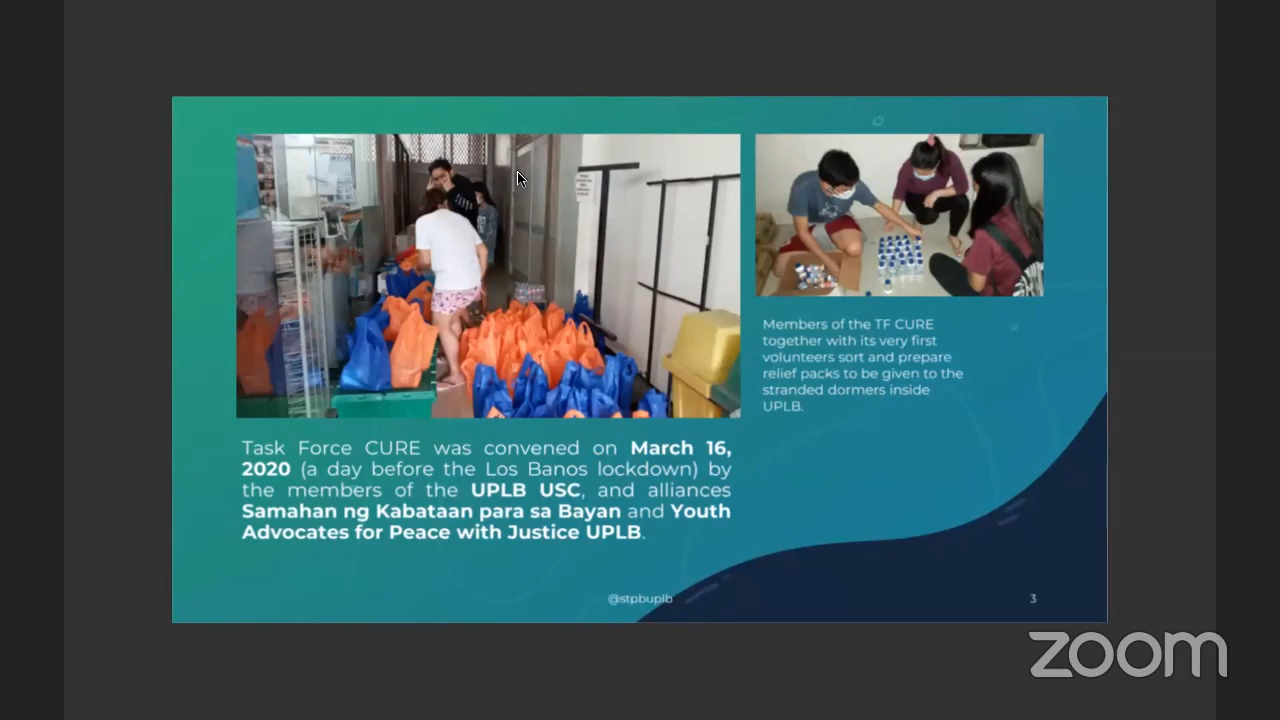 Members of the TF CURE
together with its very first
volunteers sort and prepare
relief packs to be given to the
stranded dormers inside
UPLB.
Task Force CURE was convened on March 16,
2020 (a day before the Los Banos lockdown) by
the members of the UPLB USC, and alliances
Samahan ng Kabataan para sa Bayan and Youth
Advocates for Peace with Justice UPLB.
@stpbuplb
3
zoom